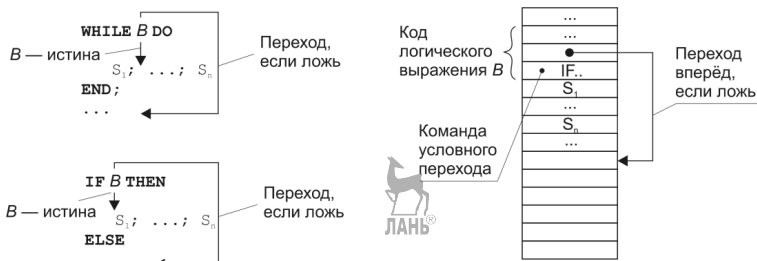 WHILE B DO
B — истина
S₁; ...; Sₙ
END;
...
Переход,
если ложь
IF B THEN
B — истина
S₁; ...; Sₙ
ELSE
Переход,
если ложь
Код
логического
выражения B
...
...
IF..
S₁
...
Sₙ
...
Переход
вперёд,
если ложь
Команда
условного
перехода
ЛАНЬ®